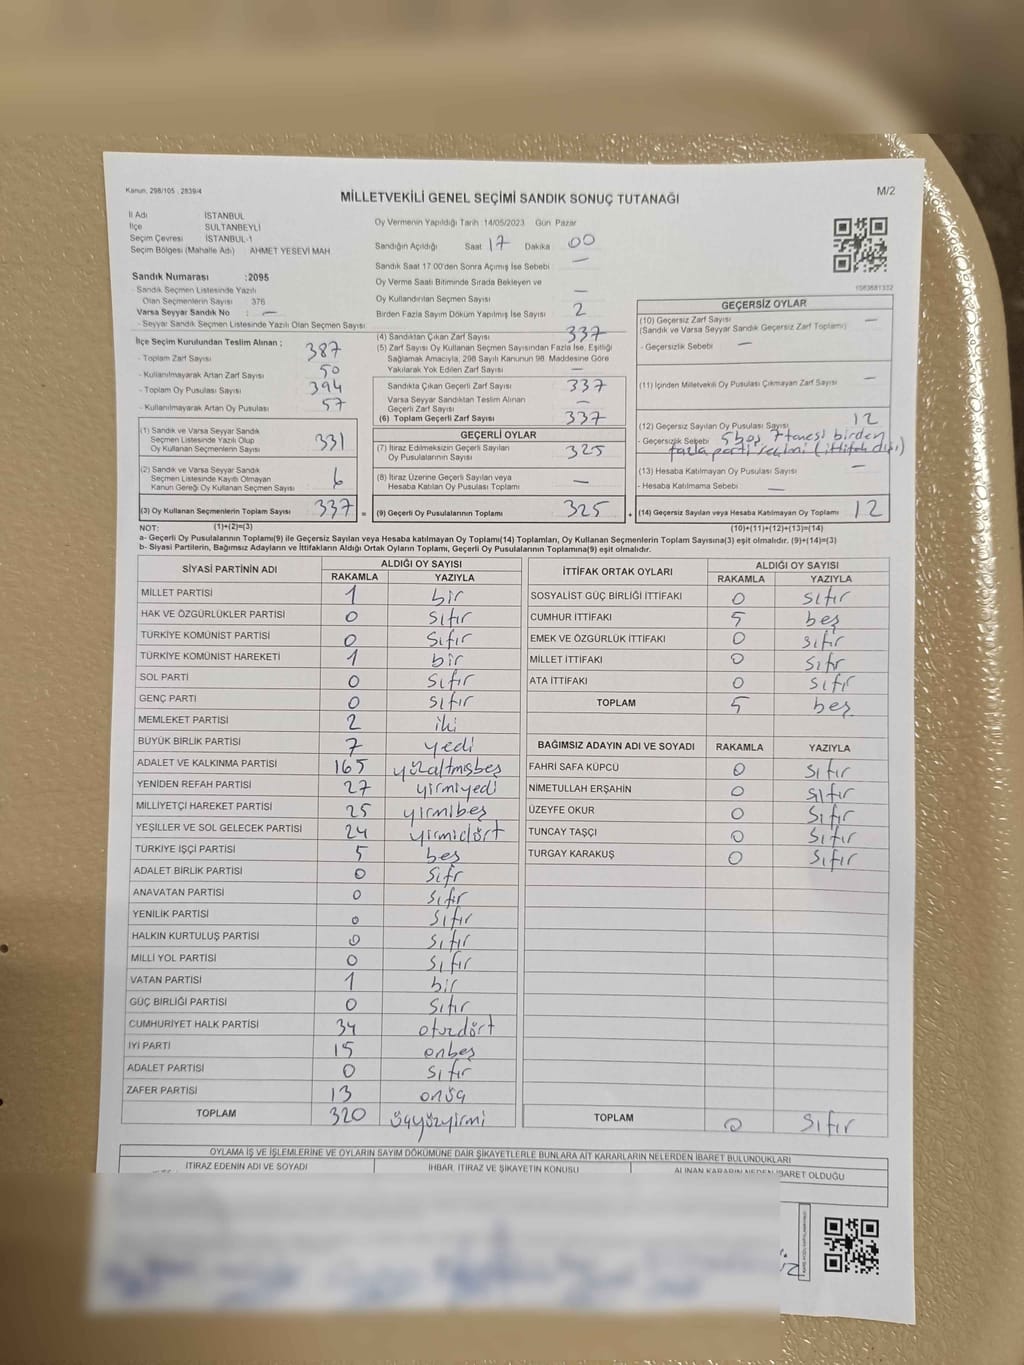 Kanun, 298/105 , 2839/4
M/2
MİLLETVEKİLİ GENEL SEÇİMİ SANDIK SONUÇ TUTANAĞI
İl Adı İSTANBUL
İlçe SULTANBEYLİ
Seçim Çevresi İSTANBUL-1
Seçim Bölgesi (Mahalle Adı) : AHMET YESEVİ MAH
Sandık Numarası :2095
- Sandık Seçmen Listesinde Yazılı
Olan Seçmenlerin Sayısı 376
Varsa Seyyar Sandık No : —
- Seyyar Sandık Seçmen Listesinde Yazılı Olan Seçmen Sayısı
Oy Vermenin Yapıldığı Tarih 14/05/2023 Gün Pazar
Sandığın Açıldığı Saat 17 Dakika 00
Sandık Saat 17 00'den Sonra Açımış İse Sebebi —
Oy Verme Saati Bitiminde Sırada Bekleyen ve
Oy Kullandırılan Seçmen Sayısı —
Birden Fazla Sayım Döküm Yapılmış İse Sayısı 2
İlçe Seçim Kurulundan Teslim Alınan ;
- Toplam Zarf Sayısı 387
- Kullanılmayarak Artan Zarf Sayısı 50
- Toplam Oy Pusulası Sayısı 394
- Kullanılmayarak Artan Oy Pusulası 57
(1) Sandık ve Varsa Seyyar Sandık
Seçmen Listesinde Yazılı Olup
Oy Kullanan Seçmenlerin Sayısı 331
(2) Sandık ve Varsa Seyyar Sandık
Seçmen Listesinde Kayıtlı Olmayan
Kanun Gereği Oy Kullanan Seçmen Sayısı 6
(3) Oy Kullanan Seçmenlerin Toplam Sayısı 337 =
(4) Sandıktan Çıkan Zarf Sayısı 337
(5) Zarf Sayısı Oy Kullanan Seçmen Sayısından Fazla İse, Eşitliği
Sağlamak Amacıyla, 298 Sayılı Kanunun 98. Maddesine Göre
Yakılarak Yok Edilen Zarf Sayısı —
Sandıkta Çıkan Geçerli Zarf Sayısı 337
Varsa Seyyar Sandıktan Teslim Alınan
Geçerli Zarf Sayısı —
(6) Toplam Geçerli Zarf Sayısı 337
GEÇERLİ OYLAR
(7) İtiraz Edilmeksizin Geçerli Sayılan
Oy Pusulalarının Sayısı 325
(8) İtiraz Üzerine Geçerli Sayılan veya
Hesaba Katılan Oy Pusulası Toplamı —
(9) Geçerli Oy Pusulalarının Toplamı 325 +
GEÇERSİZ OYLAR
(10) Geçersiz Zarf Sayısı —
(Sandık ve Varsa Seyyar Sandık Geçersiz Zarf Toplamı)
- Geçersizlik Sebebi —
(11) İçinden Milletvekili Oy Pusulası Çıkmayan Zarf Sayısı —
(12) Geçersiz Sayılan Oy Pusulası Sayısı 12
- Geçersizlik Sebebi 5 boş 7 tanesi birden
fazla parti seçimi (ittifak dışı)
(13) Hesaba Katılmayan Oy Pusulası Sayısı —
- Hesaba Katılmama Sebebi —
(14) Geçersiz Sayılan veya Hesaba Katılmayan Oy Toplamı 12
NOT: (1)+(2)=(3) (10)+(11)+(12)+(13)=(14)
a- Geçerli Oy Pusulalarının Toplamı(9) ile Geçersiz Sayılan veya Hesaba katılmayan Oy Toplamı(14) Toplamları, Oy Kullanan Seçmenlerin Toplam Sayısına(3) eşit olmalıdır. (9)+(14)=(3)
b- Siyasi Partilerin, Bağımsız Adayların ve İttifakların Aldığı Ortak Oyların Toplamı, Geçerli Oy Pusulalarının Toplamına(9) eşit olmalıdır.
SİYASİ PARTİNİN ADI ALDIĞI OY SAYISI
RAKAMLA YAZIYLA
MİLLET PARTİSİ 1 bir
HAK VE ÖZGÜRLÜKLER PARTİSİ 0 sıfır
TÜRKİYE KOMÜNİST PARTİSİ 0 sıfır
TÜRKİYE KOMÜNİST HAREKETİ 1 bir
SOL PARTİ 0 sıfır
GENÇ PARTİ 0 sıfır
MEMLEKET PARTİSİ 2 iki
BÜYÜK BİRLİK PARTİSİ 7 yedi
ADALET VE KALKINMA PARTİSİ 165 yüzaltmışbeş
YENİDEN REFAH PARTİSİ 27 yirmiyedi
MİLLİYETÇİ HAREKET PARTİSİ 25 yirmibeş
YEŞİLLER VE SOL GELECEK PARTİSİ 24 yirmidört
TÜRKİYE İŞÇİ PARTİSİ 5 beş
ADALET BİRLİK PARTİSİ 0 sıfır
ANAVATAN PARTİSİ 0 sıfır
YENİLİK PARTİSİ 0 sıfır
HALKIN KURTULUŞ PARTİSİ 0 sıfır
MİLLİ YOL PARTİSİ 0 sıfır
VATAN PARTİSİ 1 bir
GÜÇ BİRLİĞİ PARTİSİ 0 sıfır
CUMHURİYET HALK PARTİSİ 34 otuzdört
İYİ PARTİ 15 onbeş
ADALET PARTİSİ 0 sıfır
ZAFER PARTİSİ 13 onüç
TOPLAM 320 üçyüzyirmi
İTTİFAK ORTAK OYLARI ALDIĞI OY SAYISI
RAKAMLA YAZIYLA
SOSYALİST GÜÇ BİRLİĞİ İTTİFAKI 0 sıfır
CUMHUR İTTİFAKI 5 beş
EMEK VE ÖZGÜRLÜK İTTİFAKI 0 sıfır
MİLLET İTTİFAKI 0 sıfır
ATA İTTİFAKI 0 sıfır
TOPLAM 5 beş
BAĞIMSIZ ADAYIN ADI VE SOYADI RAKAMLA YAZIYLA
FAHRİ SAFA KÜPCÜ 0 sıfır
NİMETULLAH ERŞAHİN 0 sıfır
ÜZEYFE OKUR 0 sıfır
TUNCAY TAŞÇI 0 sıfır
TURGAY KARAKUŞ 0 sıfır
TOPLAM 0 sıfır
OYLAMA İŞ VE İŞLEMLERİNE VE OYLARIN SAYIM DÖKÜMÜNE DAİR ŞİKAYETLERLE BUNLARA AİT KARARLARIN NELERDEN İBARET BULUNDUKLARI
İTİRAZ EDENİN ADI VE SOYADI İHBAR, İTİRAZ VE ŞİKAYETİN KONUSU ALINAN KARARIN NEDEN İBARET OLDUĞU